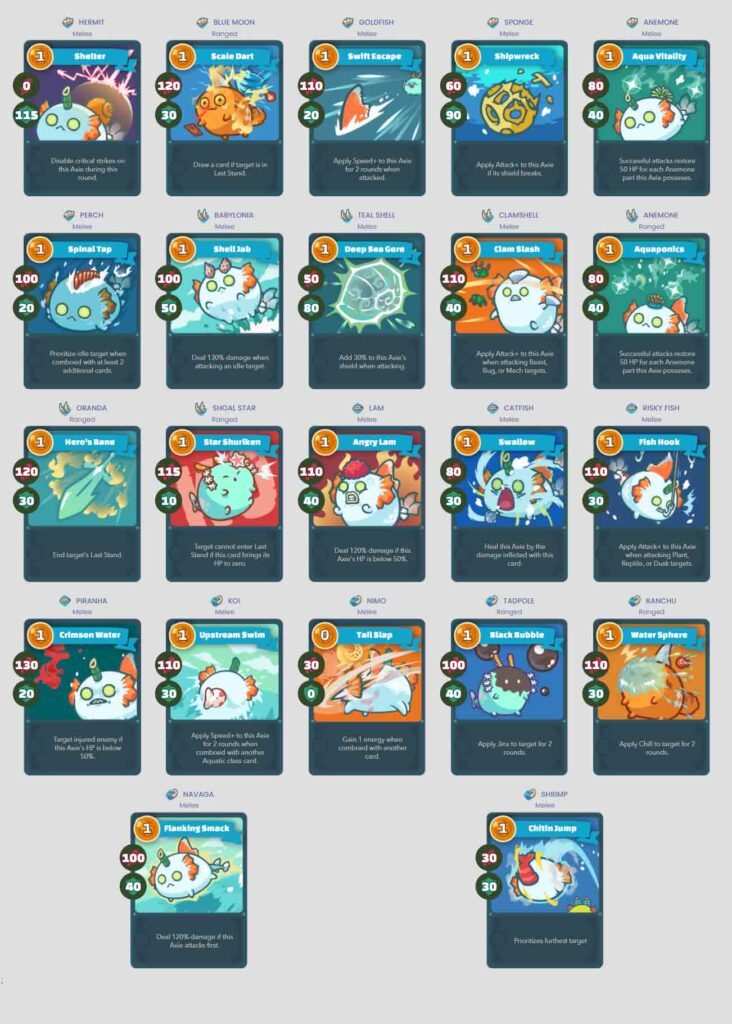 HERMIT
Melee
1
Shelter
0
115
Disable critical strikes on
this Axie during this
round.
BLUE MOON
Ranged
1
Scale Dart
120
30
Draw a card if target is in
Last Stand.
GOLDFISH
Melee
1
Swift Escape
110
20
Apply Speed+ to this Axie
for 2 rounds when
attacked.
SPONGE
Melee
1
Shipwreck
60
90
Apply Attack+ to this Axie
if its shield breaks.
ANEMONE
Melee
1
Aqua Vitality
80
40
Successful attacks restore
50 HP for each Anemone
part this Axie posseses.
PERCH
Melee
1
Spinal Tap
100
20
Prioritize idle target when
comboed with at least 2
additional cards.
BABYLONIA
Melee
1
Shell Jab
100
50
Deal 130% damage when
attacking an idle target.
TEAL SHELL
Melee
1
Deep Sea Gore
50
80
Add 30% to this Axie's
shield when attacking.
CLAMSHELL
Melee
1
Clam Slash
110
40
Apply Attack+ to this Axie
when attacking Beast,
Bug, or Mech targets.
ANEMONE
Ranged
1
Aquaponics
80
40
Successful attacks restore
50 HP for each Anemone
part this Axie posseses.
ORANDA
Ranged
1
Hero's Bane
120
30
End target's Last Stand.
SHOAL STAR
Ranged
1
Star Shuriken
115
10
Target cannot enter Last
Stand if this card brings its
HP to zero.
LAM
Melee
1
Angry Lam
110
40
Deal 120% damage if this
Axie's HP is below 50%.
CATFISH
Melee
1
Swallow
80
30
Heal this Axie by the
damage inflicted with this
card.
RISKY FISH
Melee
1
Fish Hook
110
30
Apply Attack+ to this Axie
when attacking Plant,
Reptile, or Dusk targets.
PIRANHA
Melee
1
Crimson Water
130
20
Target injured enemy if
this Axie's HP is below
50%.
KOI
Melee
1
Upstream Swim
110
30
Apply Speed+ to this Axie
for 2 rounds when
comboed with another
Aquatic class card.
NIMO
Melee
0
Tail Slap
30
0
Gain 1 energy when
comboed with another
card.
TADPOLE
Ranged
1
Black Bubble
100
40
Apply Jinx to target for 2
rounds.
RANCHU
Ranged
1
Water Sphere
110
30
Apply Chill to target for 2
rounds.
NAVAGA
Melee
1
Flanking Smack
100
40
Deal 120% damage if this
Axie attacks first.
SHRIMP
Melee
1
Chitin Jump
30
30
Prioritizes furthest target
;